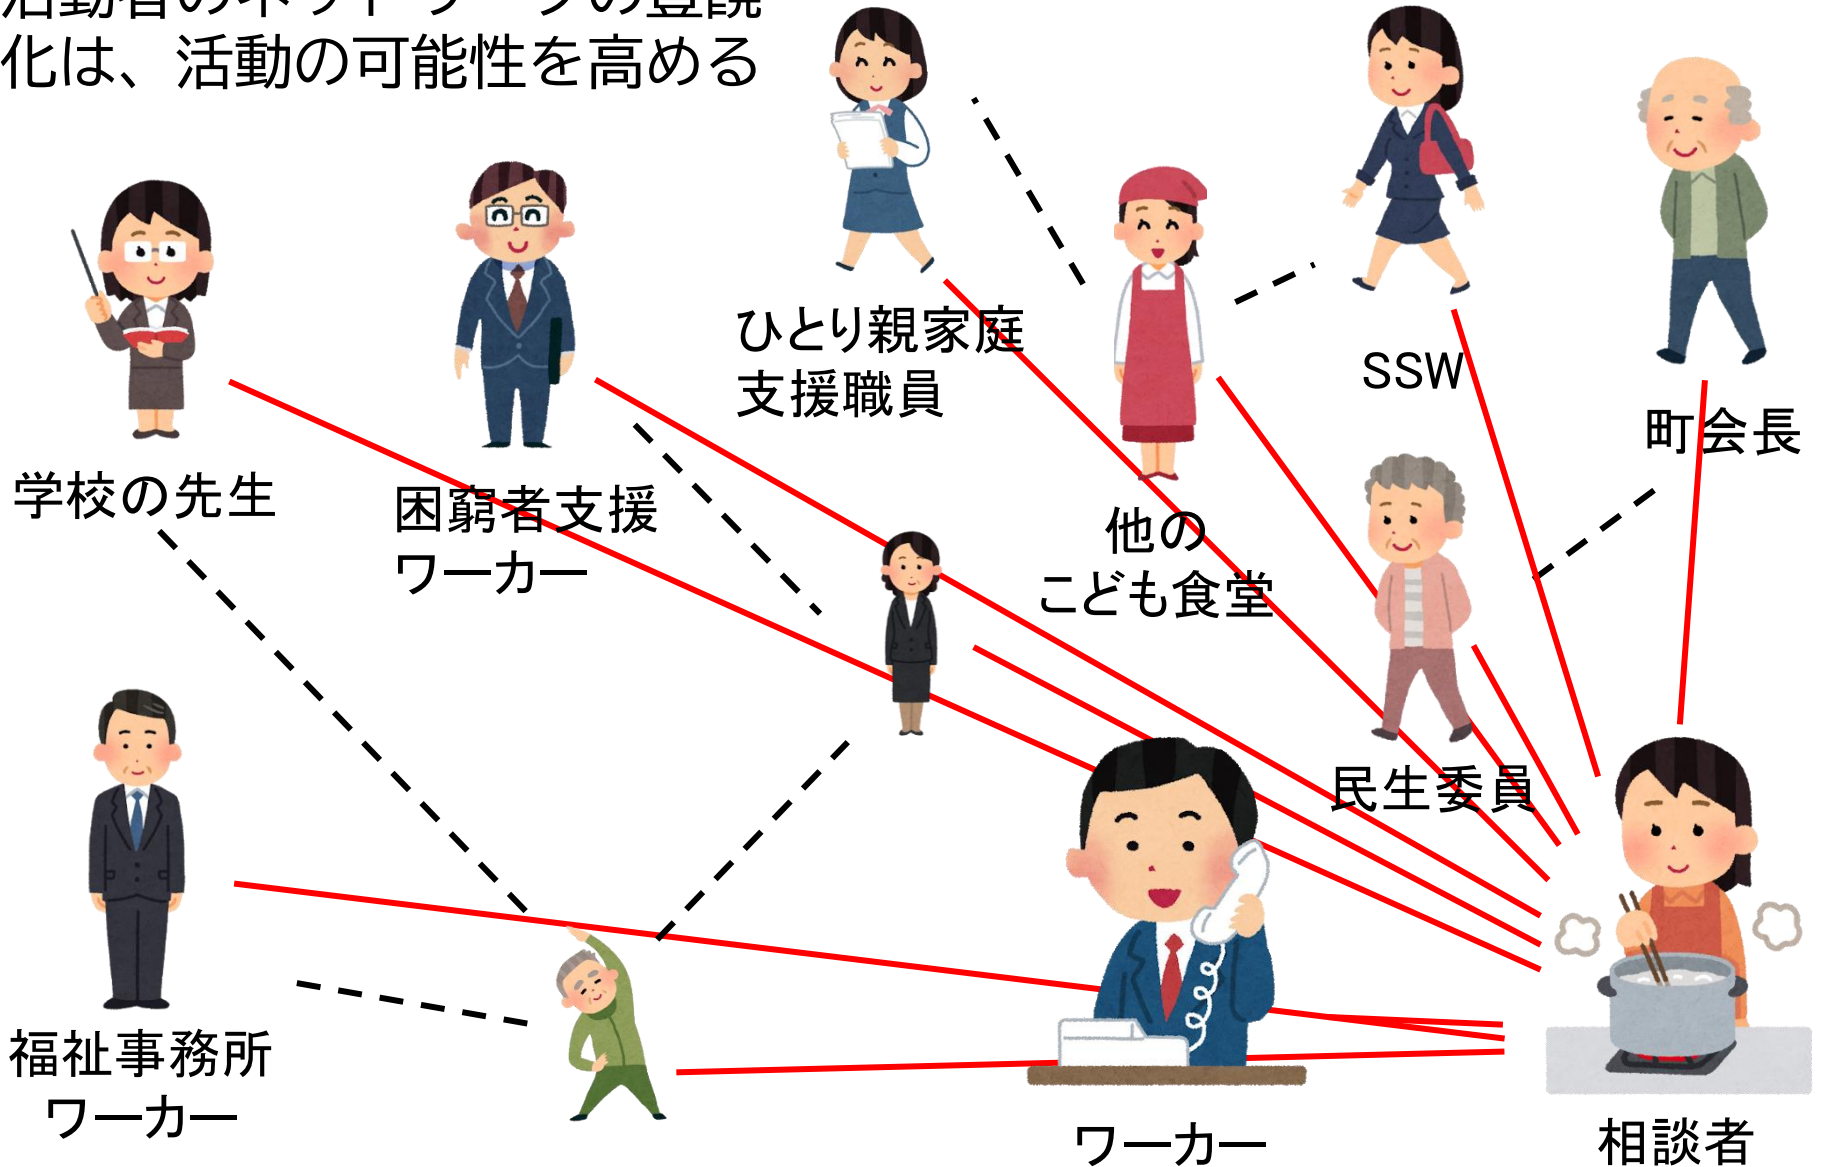 化は、活動の可能性を高める
ひとり親家庭
支援職員
SSW
町会長
学校の先生
困窮者支援
ワーカー
他の
こども食堂
民生委員
福祉事務所
ワーカー
ワーカー
相談者